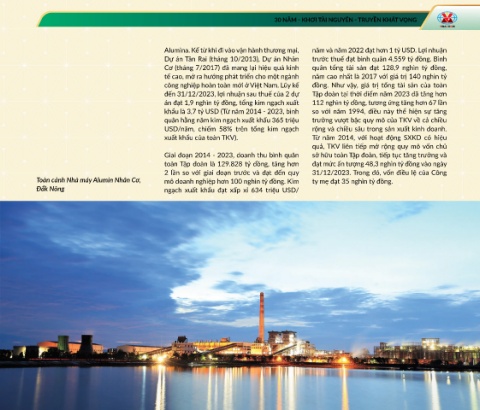 30 NĂM - KHƠI TÀI NGUYÊN - TRUYỀN KHÁT VỌNG
Alumina. Kể từ khi đi vào vận hành thương mại,
Dự án Tân Rai (tháng 10/2013), Dự án Nhân
Cơ (tháng 7/2017) đã mang lại hiệu quả kinh
tế cao, mở ra hướng phát triển cho một ngành
công nghiệp hoàn toàn mới ở Việt Nam. Lũy kế
đến 31/12/2023, lợi nhuận sau thuế của 2 dự
án đạt 1,9 nghìn tỷ đồng, tổng kim ngạch xuất
khẩu là 3,7 tỷ USD (Từ năm 2014 - 2023, bình
quân hằng năm kim ngạch xuất khẩu 365 triệu
USD/năm, chiếm 58% trên tổng kim ngạch
xuất khẩu của toàn TKV).
Giai đoạn 2014 - 2023, doanh thu bình quân
toàn Tập đoàn là 129.828 tỷ đồng, tăng hơn
2 lần so với giai đoạn trước và đạt đến quy
mô doanh nghiệp hơn 100 nghìn tỷ đồng. Kim
ngạch xuất khẩu đạt xấp xỉ 634 triệu USD/
năm và năm 2022 đạt hơn 1 tỷ USD. Lợi nhuận
trước thuế đạt bình quân 4.559 tỷ đồng. Bình
quân tổng tài sản đạt 128,9 nghìn tỷ đồng,
năm cao nhất là 2017 với giá trị 140 nghìn tỷ
đồng. Như vậy, giá trị tổng tài sản của toàn
Tập đoàn tại thời điểm năm 2023 đã tăng hơn
112 nghìn tỷ đồng, tương ứng tăng hơn 67 lần
so với năm 1994, điều này thể hiện sự tăng
trưởng vượt bậc quy mô của TKV về cả chiều
rộng và chiều sâu trong sản xuất kinh doanh.
Từ năm 2014, với hoạt động SXKD có hiệu
quả, TKV liên tiếp mở rộng quy mô vốn chủ
sở hữu toàn Tập đoàn, tiếp tục tăng trưởng và
đạt mức ấn tượng 48,3 nghìn tỷ đồng vào ngày
31/12/2023. Trong đó, vốn điều lệ của Công
ty mẹ đạt 35 nghìn tỷ đồng.
Toàn cảnh Nhà máy Alumin Nhân Cơ,
Đắk Nông